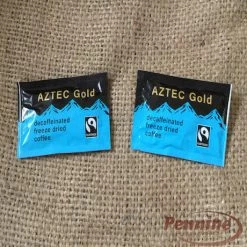 AZTEC Gold
decaffeinated
freeze dried
coffee
AZTEC Gold
decaffeinated
freeze dried
coffee
Pennine